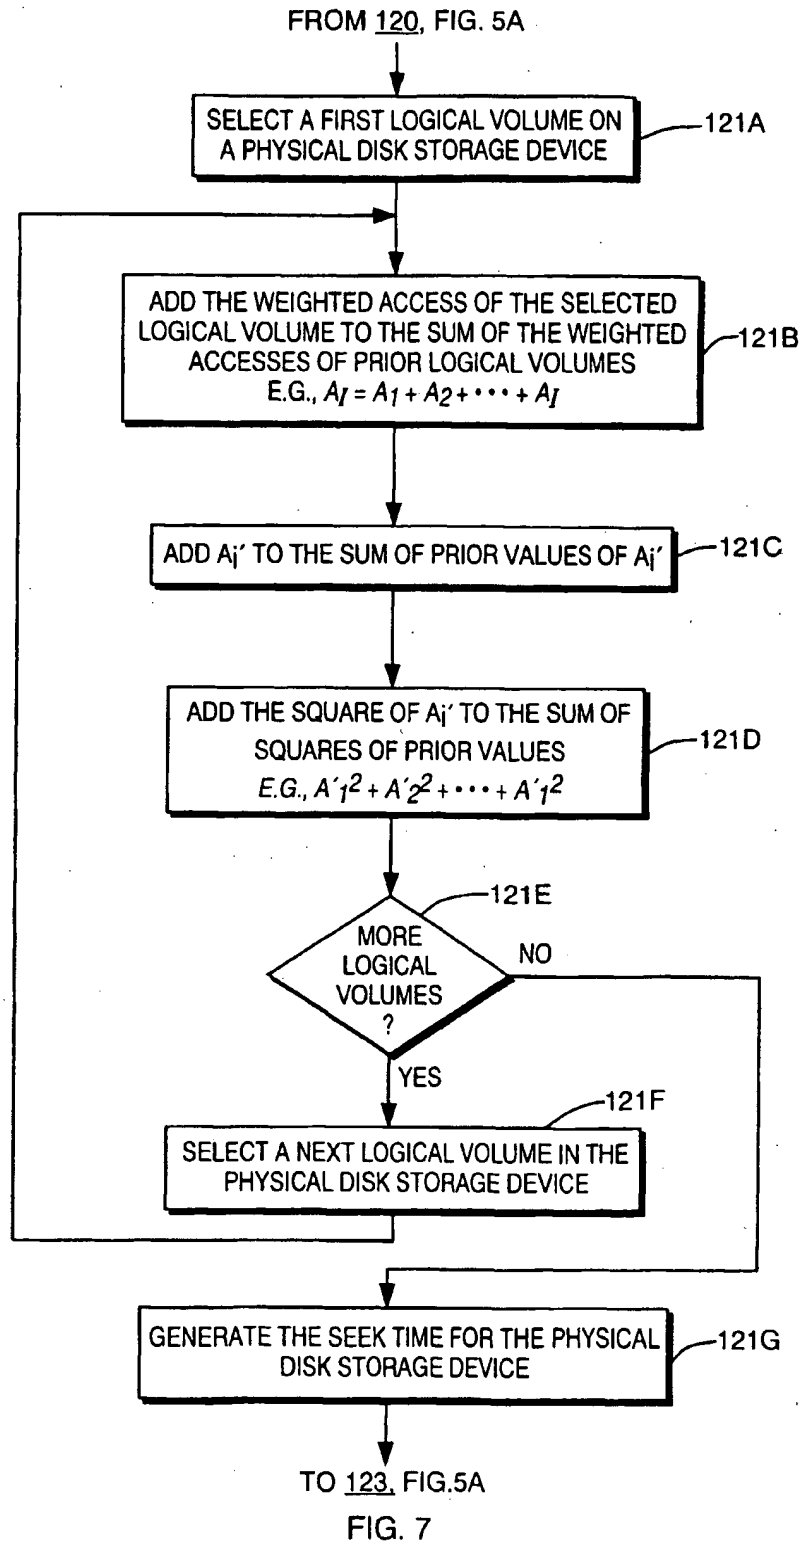 FROM 120, FIG. 5A
SELECT A FIRST LOGICAL VOLUME ON
A PHYSICAL DISK STORAGE DEVICE
121A
ADD THE WEIGHTED ACCESS OF THE SELECTED
LOGICAL VOLUME TO THE SUM OF THE WEIGHTED
ACCESSES OF PRIOR LOGICAL VOLUMES
E.G., AI = A1 + A2 + • • • + AI
121B
ADD Ai' TO THE SUM OF PRIOR VALUES OF Ai'
121C
ADD THE SQUARE OF Ai' TO THE SUM OF
SQUARES OF PRIOR VALUES
E.G., A'1² + A'2² + • • • + A'1²
121D
121E
MORE
LOGICAL
VOLUMES
?
NO
YES
121F
SELECT A NEXT LOGICAL VOLUME IN THE
PHYSICAL DISK STORAGE DEVICE
GENERATE THE SEEK TIME FOR THE PHYSICAL
DISK STORAGE DEVICE
121G
TO 123, FIG.5A
FIG. 7